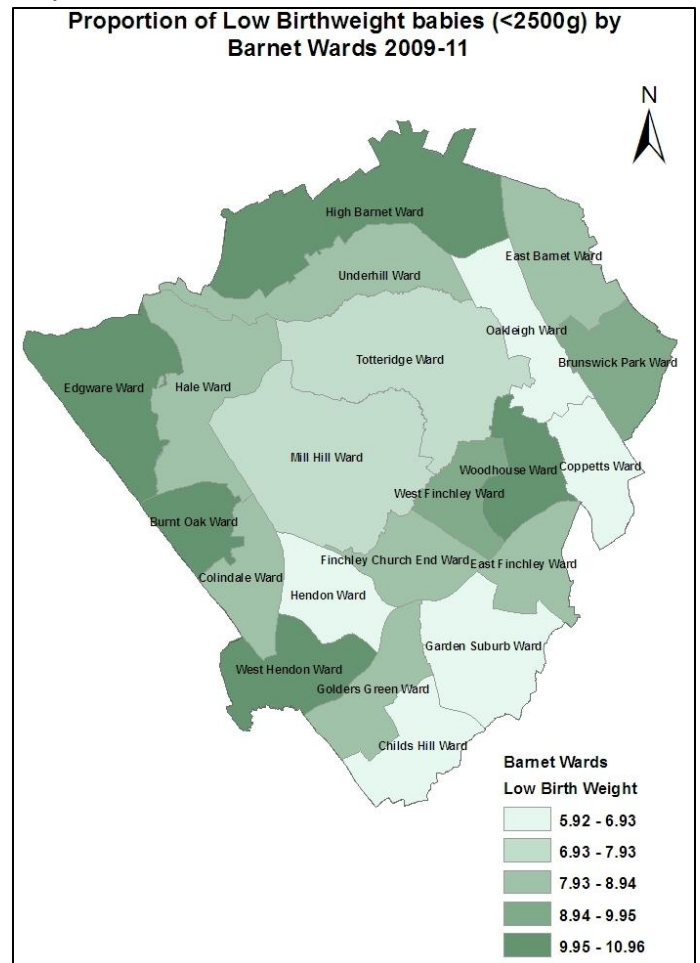 Proportion of Low Birthweight babies (<2500g) by
Barnet Wards 2009-11
N
High Barnet Ward
East Barnet Ward
Underhill Ward
Oakleigh Ward
Totteridge Ward
Brunswick Park Ward
Edgware Ward
Hale Ward
Mill Hill Ward
Woodhouse Ward
Coppetts Ward
West Finchley Ward
Burnt Oak Ward
Finchley Church End Ward
East Finchley Ward
Colindale Ward
Hendon Ward
Garden Suburb Ward
West Hendon Ward
Golders Green Ward
Childs Hill Ward
Barnet Wards
Low Birth Weight
5.92 - 6.93
6.93 - 7.93
7.93 - 8.94
8.94 - 9.95
9.95 - 10.96